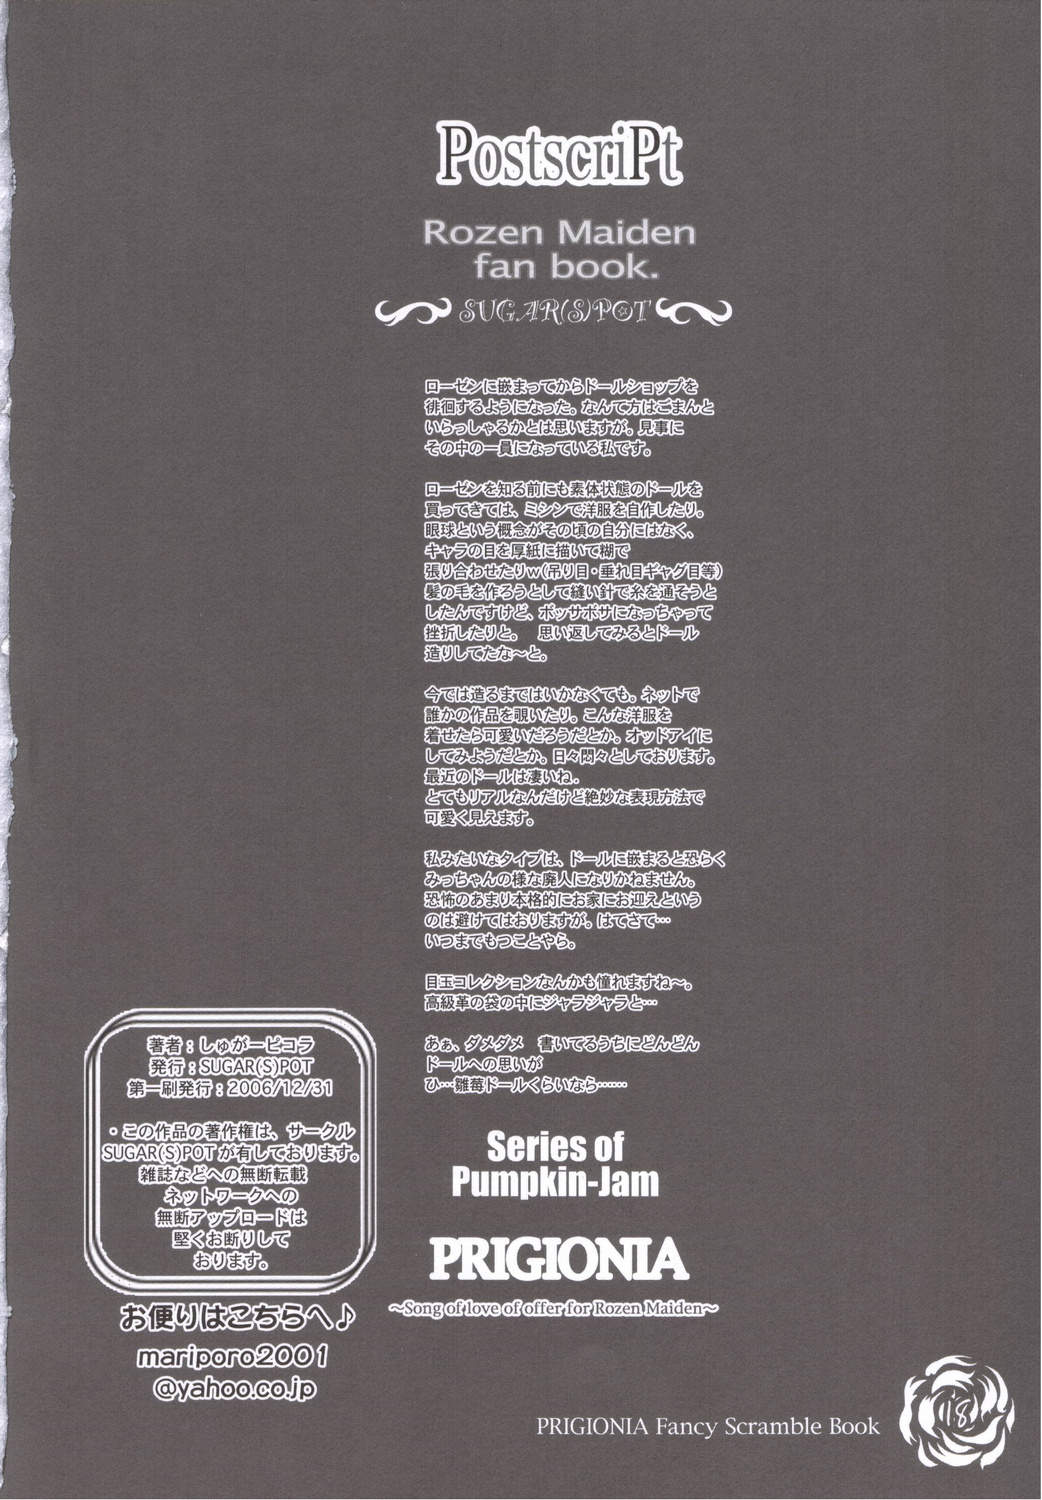 PostscriPt
Rozen Maiden
fan book.
SUGAR(S)POT
ローゼンに嵌まってからドールショップを
徘徊するようになった。なんて方はごまんと
いらっしゃるかとは思いますが。見事に
その中の一員になっている私です。
ローゼンを知る前にも素体状態のドールを
買ってきては、ミシンで洋服を自作したり。
眼球という概念がその頃の自分にはなく、
キャラの目を厚紙に描いて糊で
張り合わせたりw(吊り目・垂れ目ギャグ目等)
髪の毛を作ろうとして縫い針で糸を通そうと
したんですけど、ボッサボサになっちゃって
挫折したりと。　思い返してみるとドール
造りしてたな〜と。
今では造るまではいかなくても。ネットで
誰かの作品を覗いたり。こんな洋服を
着せたら可愛いだろうだとか。オッドアイに
してみようだとか。日々悶々としております。
最近のドールは凄いね.
とてもリアルなんだけど絶妙な表現方法で
可愛く見えます。
私みたいなタイプは、ドールに嵌まると恐らく
みっちゃんの様な廃人になりかねません。
恐怖のあまり本格的にお家にお迎えという
のは避けてはおりますが。はてさて…
いつまでもつことやら。
目玉コレクションなんかも憧れますね〜。
高級革の袋の中にジャラジャラと…
あぁ、ダメダメ　書いてるうちにどんどん
ドールへの思いが
ひ…雛苺ドールくらいなら……
Series of
Pumpkin-Jam
PRIGIONIA
〜Song of love of offer for Rozen Maiden〜
著者：しゅがーピコラ
発行：SUGAR(S)POT
第一刷発行：2006/12/31
・この作品の著作権は、サークル
SUGAR(S)POTが有しております。
雑誌などへの無断転載
ネットワークへの
無断アップロードは
堅くお断りして
おります。
お便りはこちらへ♪
mariporo2001
@yahoo.co.jp
PRIGIONIA Fancy Scramble Book
18